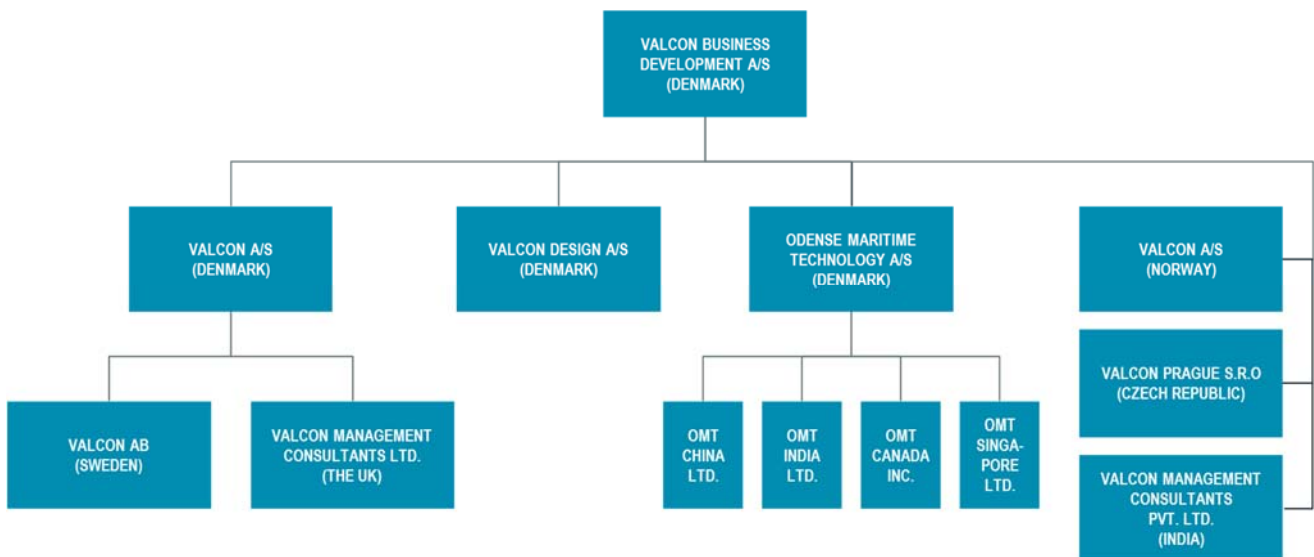 VALCON BUSINESS
DEVELOPMENT A/S
(DENMARK)
VALCON A/S
(DENMARK)
VALCON DESIGN A/S
(DENMARK)
ODENSE MARITIME
TECHNOLOGY A/S
(DENMARK)
VALCON A/S
(NORWAY)
VALCON PRAGUE S.R.O
(CZECH REPUBLIC)
VALCON AB
(SWEDEN)
VALCON MANAGEMENT
CONSULTANTS LTD.
(THE UK)
OMT
CHINA
LTD.
OMT
INDIA
LTD.
OMT
CANADA
INC.
OMT
SINGA-
PORE
LTD.
VALCON MANAGEMENT
CONSULTANTS
PVT. LTD.
(INDIA)